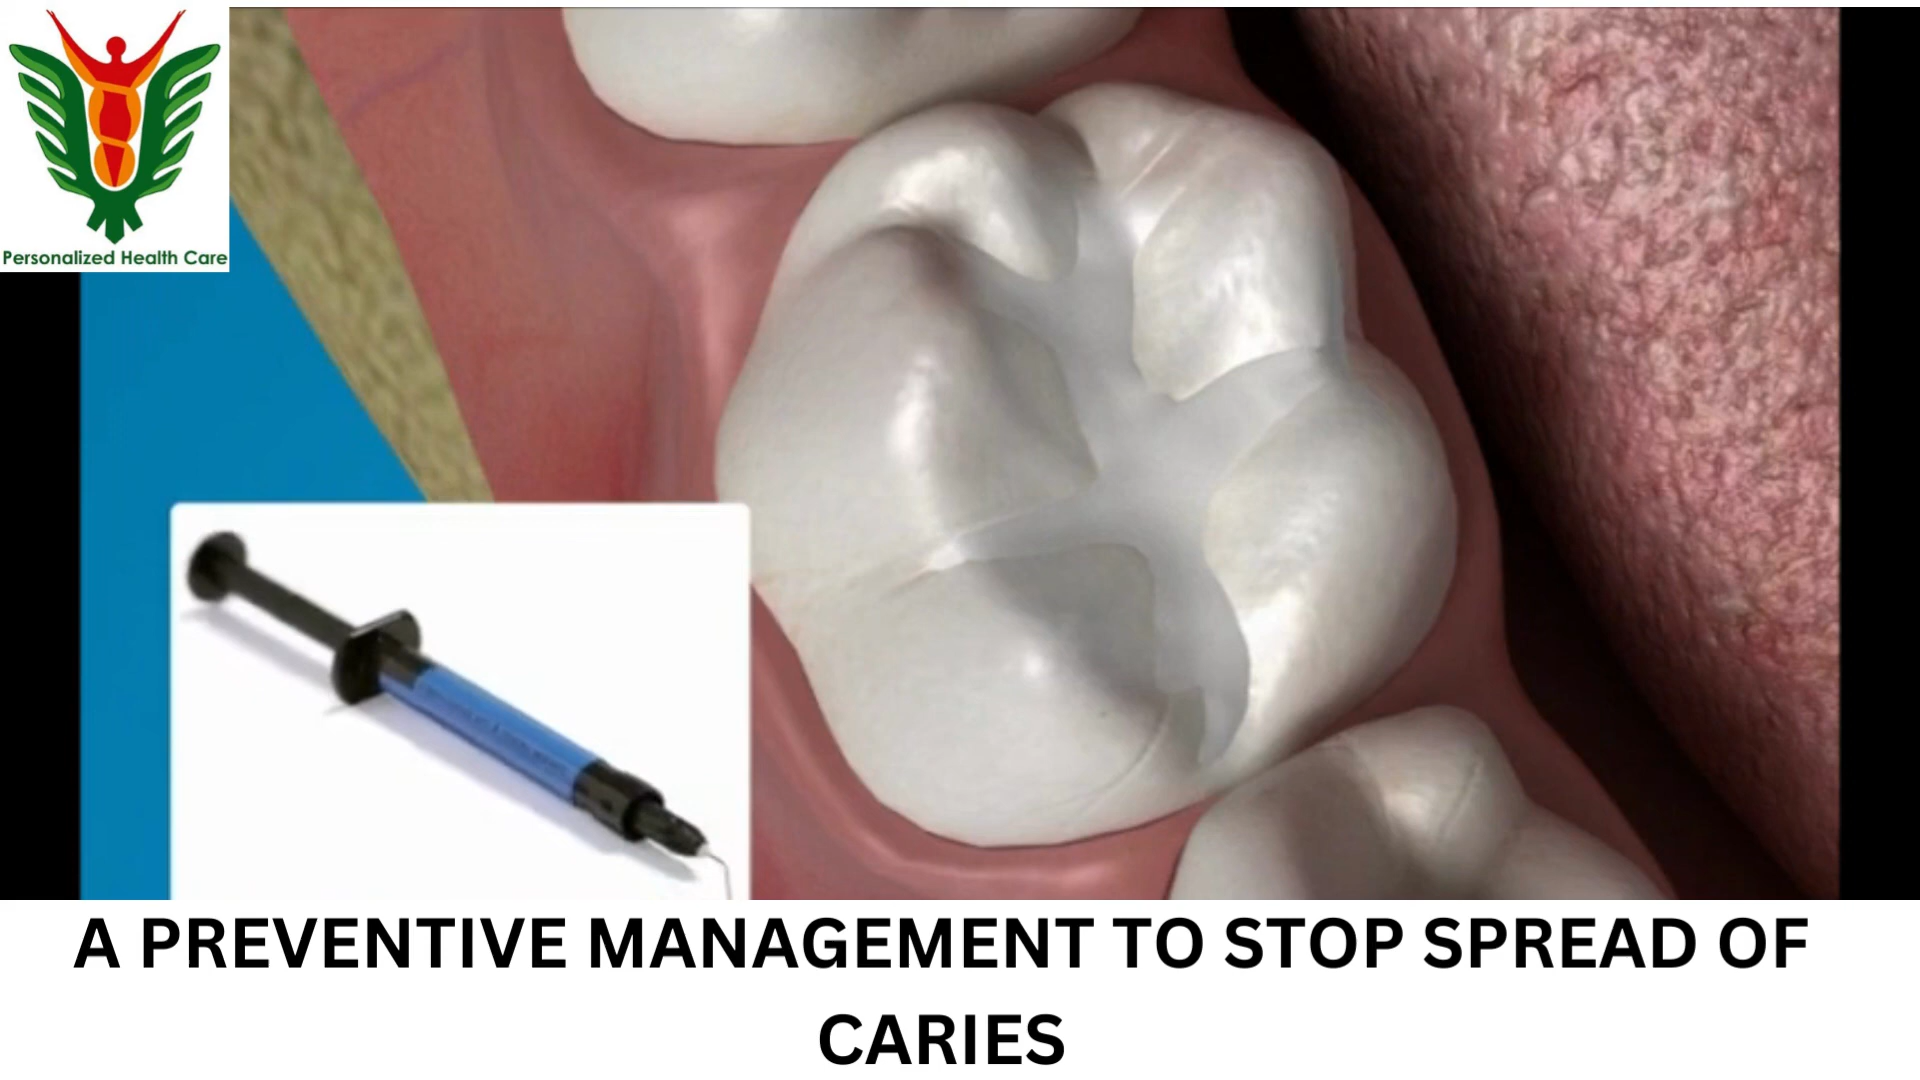 Personalized Health Care
A PREVENTIVE MANAGEMENT TO STOP SPREAD OF
CARIES